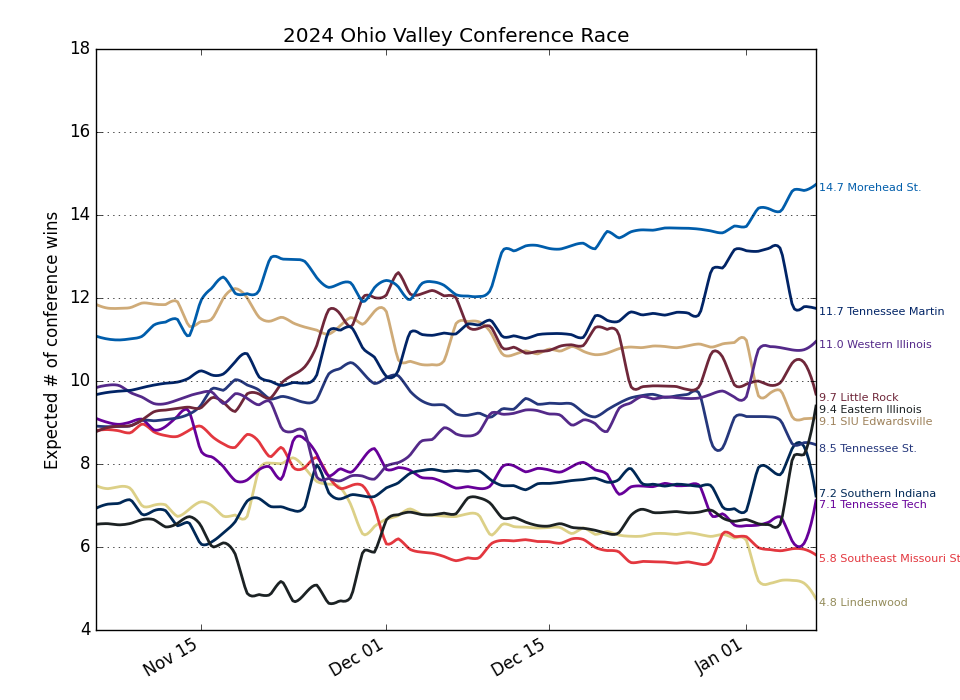 2024 Ohio Valley Conference Race
Expected # of conference wins
18
16
14
12
10
8
6
4
14.7 Morehead St.
11.7 Tennessee Martin
11.0 Western Illinois
9.7 Little Rock
9.4 Eastern Illinois
9.1 SIU Edwardsville
8.5 Tennessee St.
7.2 Southern Indiana
7.1 Tennessee Tech
5.8 Southeast Missouri St
4.8 Lindenwood
Nov 15
Dec 01
Dec 15
Jan 01